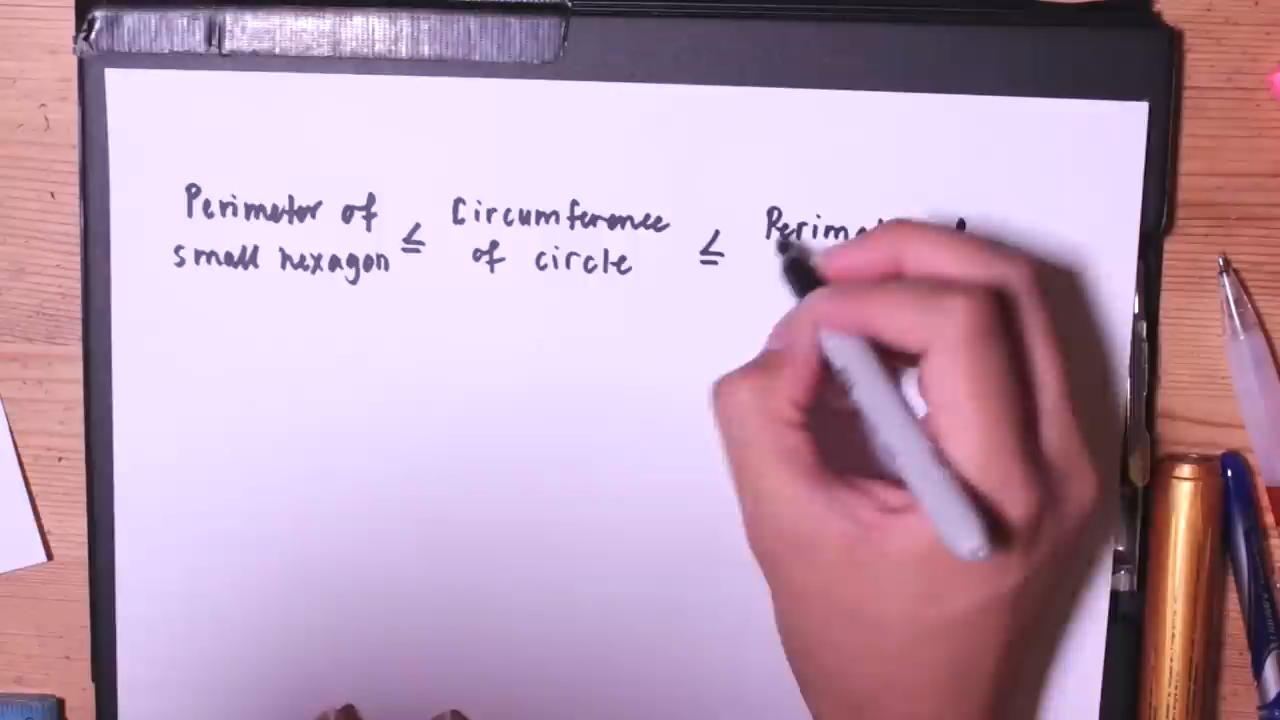 Perimeter of ≤ Circumference ≤
small hexagon of circle